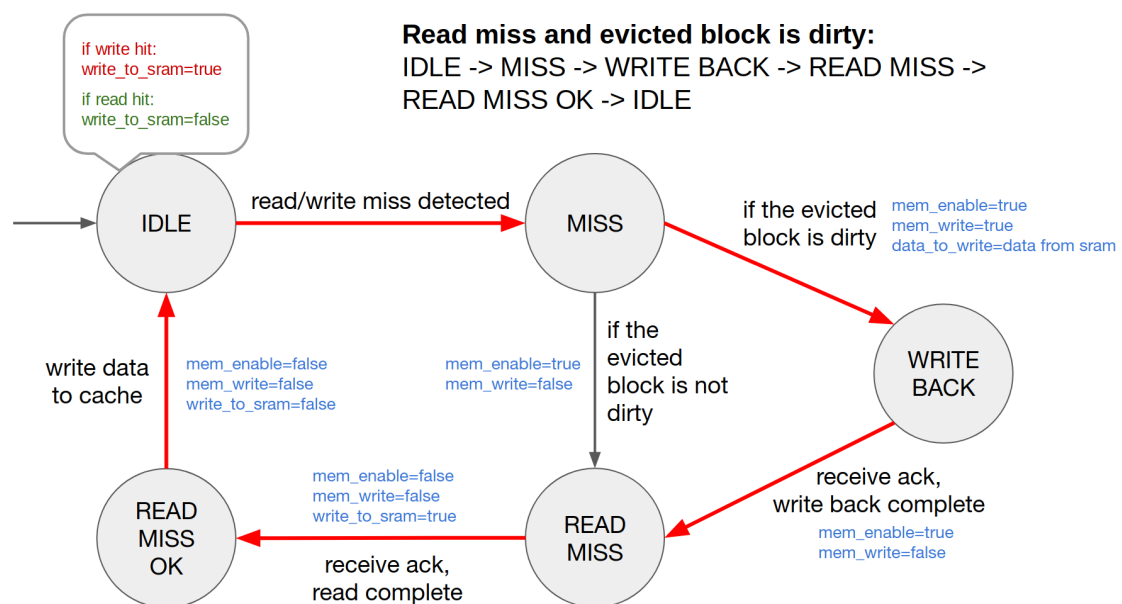 if write hit:
write_to_sram=true
if read hit:
write_to_sram=false
Read miss and evicted block is dirty:
IDLE -> MISS -> WRITE BACK -> READ MISS ->
READ MISS OK -> IDLE
IDLE
read/write miss detected
MISS
if the evicted
block is dirty
mem_enable=true
mem_write=true
data_to_write=data from sram
write data
to cache
mem_enable=false
mem_write=false
write_to_sram=false
mem_enable=true
mem_write=false
if the
evicted
block is not
dirty
WRITE
BACK
READ
MISS
OK
mem_enable=false
mem_write=false
write_to_sram=true
receive ack,
read complete
READ
MISS
receive ack,
write back complete
mem_enable=true
mem_write=false